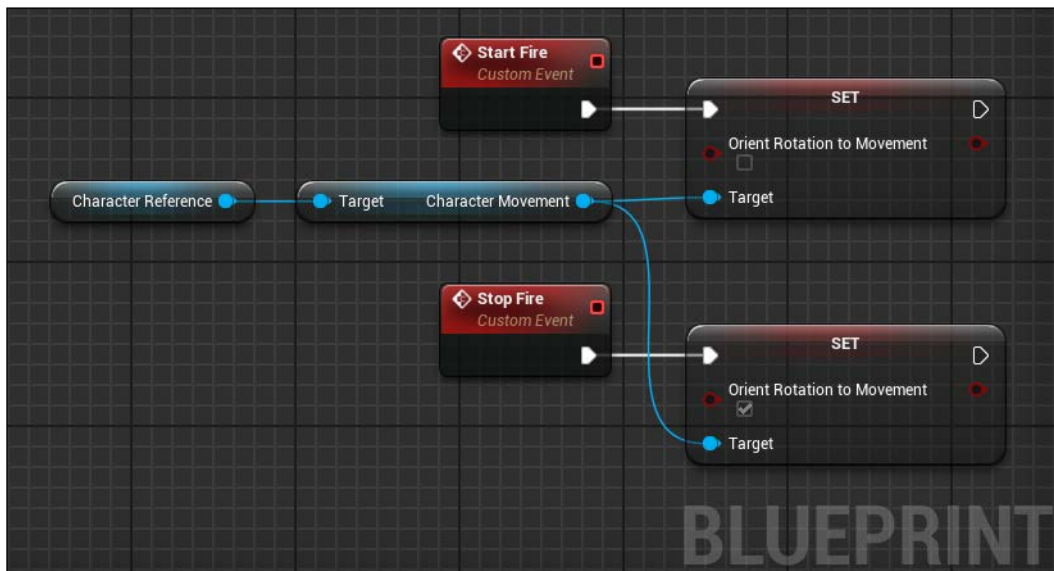 Start Fire
Custom Event
SET
Orient Rotation to Movement
Target
Character Reference
Target Character Movement
Stop Fire
Custom Event
SET
Orient Rotation to Movement
Target
BLUEPRINT